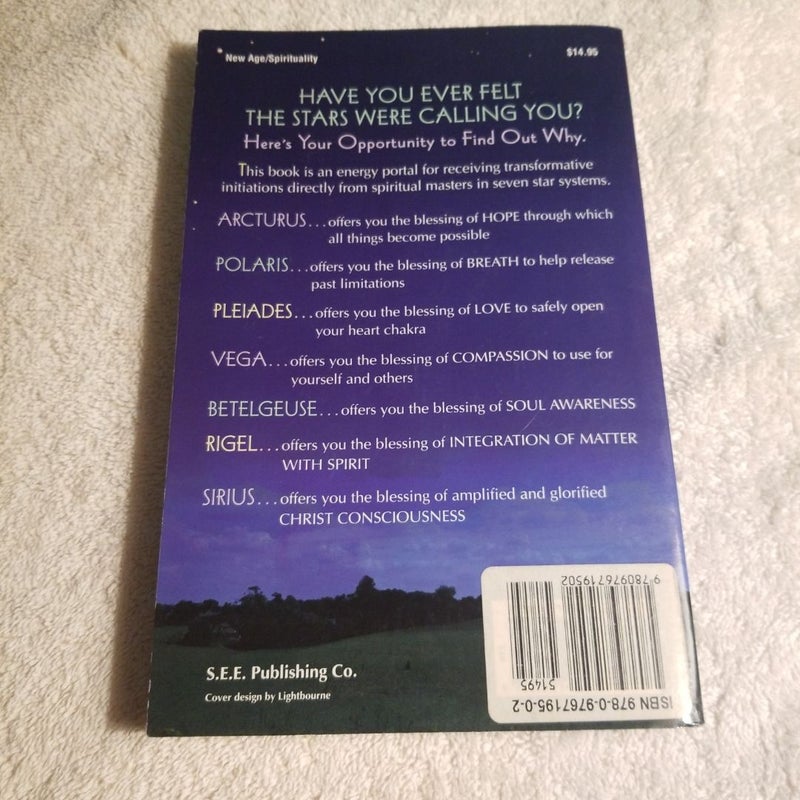 New Age/Spirituality
$14.95
HAVE YOU EVER FELT
THE STARS WERE CALLING YOU?
Here's Your Opportunity to Find Out Why.
This book is an energy portal for receiving transformative
initiations directly from spiritual masters in seven star systems.
ARCTURUS...offers you the blessing of HOPE through which
all things become possible
POLARIS...offers you the blessing of BREATH to help release
past limitations
PLEIADES...offers you the blessing of LOVE to safely open
your heart chakra
VEGA...offers you the blessing of COMPASSION to use for
yourself and others
BETELGEUSE...offers you the blessing of SOUL AWARENESS
RIGEL...offers you the blessing of INTEGRATION OF MATTER
WITH SPIRIT
SIRIUS...offers you the blessing of amplified and glorified
CHRIST CONSCIOUSNESS
S.E.E. Publishing Co.
Cover design by Lightbourne
ISBN 978-0-9767195-0-2
51495
9 780976 719502